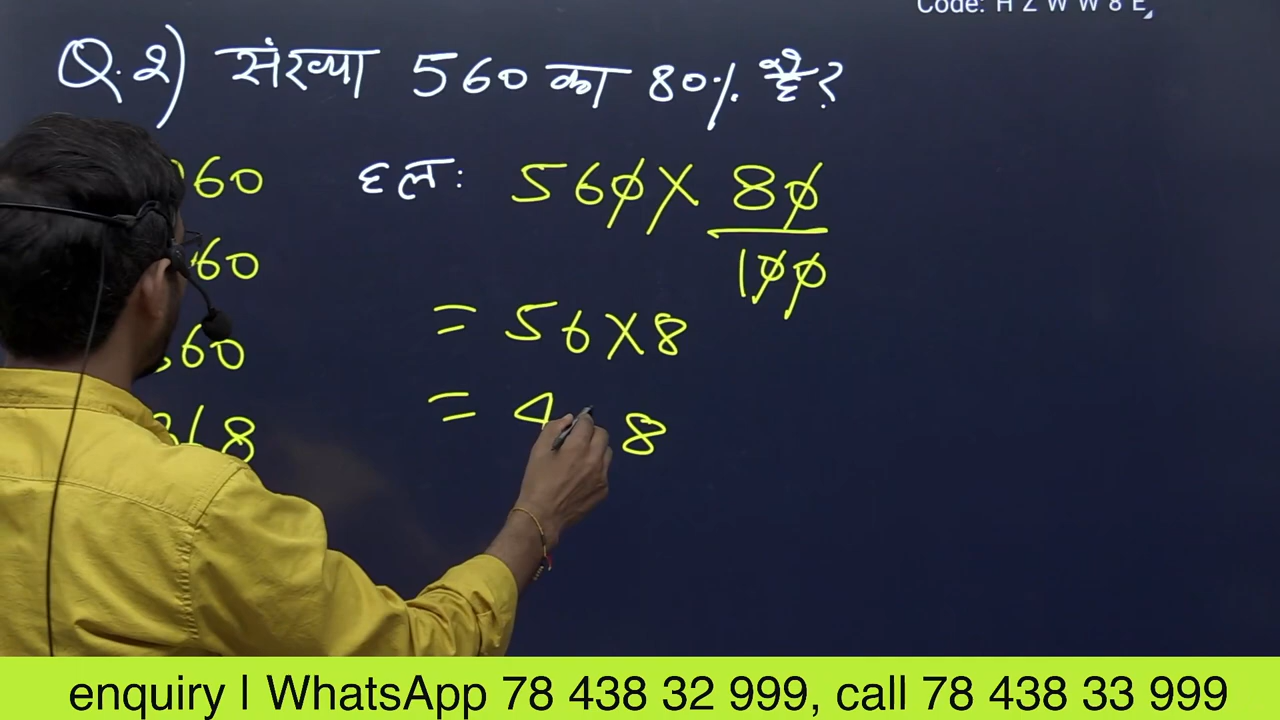 Code: H Z W W 8 E
Q.2) संख्या 560 का 80% है?
60
हल: 560 X 80
100
60
= 56 X 8
60
= 4 8
18
enquiry | WhatsApp 78 438 32 999, call 78 438 33 999